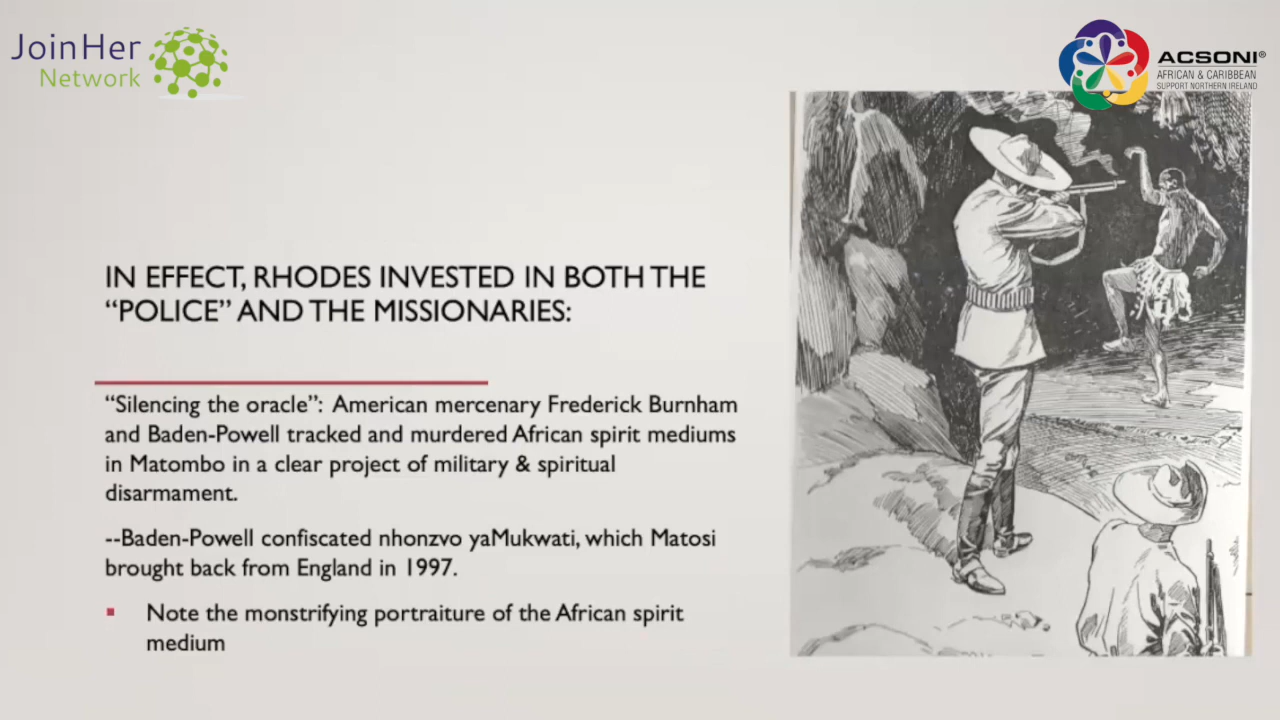 JoinHer
Network
ACSONI®
AFRICAN & CARIBBEAN
SUPPORT NORTHERN IRELAND
IN EFFECT, RHODES INVESTED IN BOTH THE
“POLICE” AND THE MISSIONARIES:
“Silencing the oracle”: American mercenary Frederick Burnham
and Baden-Powell tracked and murdered African spirit mediums
in Matombo in a clear project of military & spiritual
disarmament.
--Baden-Powell confiscated nhonzvo yaMukwati, which Matosi
brought back from England in 1997.
▪ Note the monstrifying portraiture of the African spirit
medium